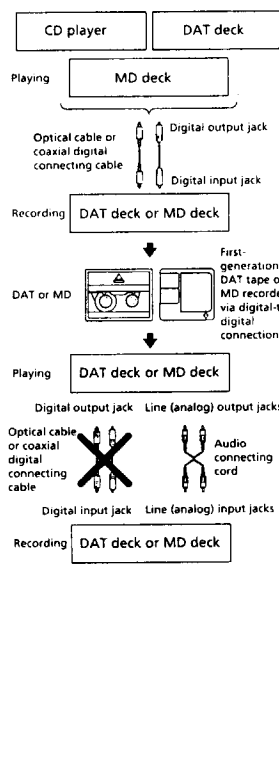 CD player
DAT deck
Playing
MD deck
Optical cable or
coaxial digital
connecting cable
Digital output jack
Digital input jack
Recording
DAT deck or MD deck
DAT or MD
First-
generation
DAT tape o
MD recorde
via digital-t
digital
connection
Playing
DAT deck or MD deck
Digital output jack
Line (analog) output jacks
Optical cable
or coaxial
digital
connecting
cable
Audio
connecting
cord
Digital input jack
Line (analog) input jacks
Recording
DAT deck or MD deck